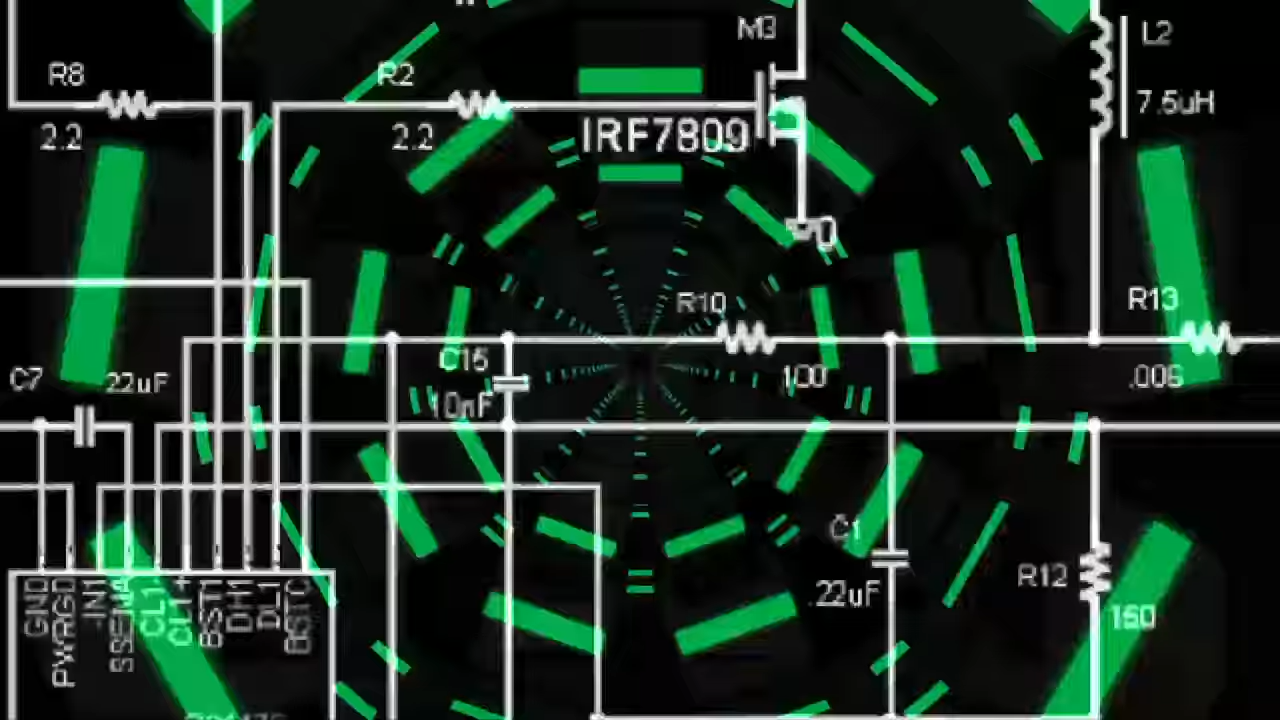 M3
L2
R8
R2
7.5uH
2.2
2.2
IRF7809
R10
R13
C15
100
.006
C7
22uF
10nF
C1
R12
.22uF
GND
PWRGD
-IN1
SSENA
CL1-
CL1+
BST1
DH1
DL1
BSTC
160